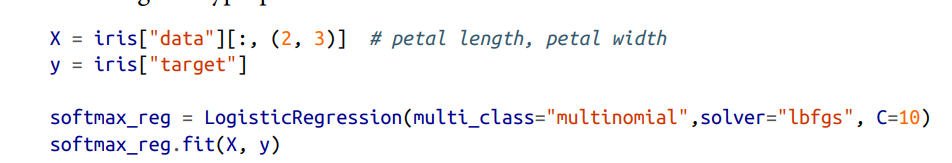 X = iris["data"][:, (2, 3)]  # petal length, petal width
y = iris["target"]
softmax_reg = LogisticRegression(multi_class="multinomial",solver="lbfgs", C=10)
softmax_reg.fit(X, y)